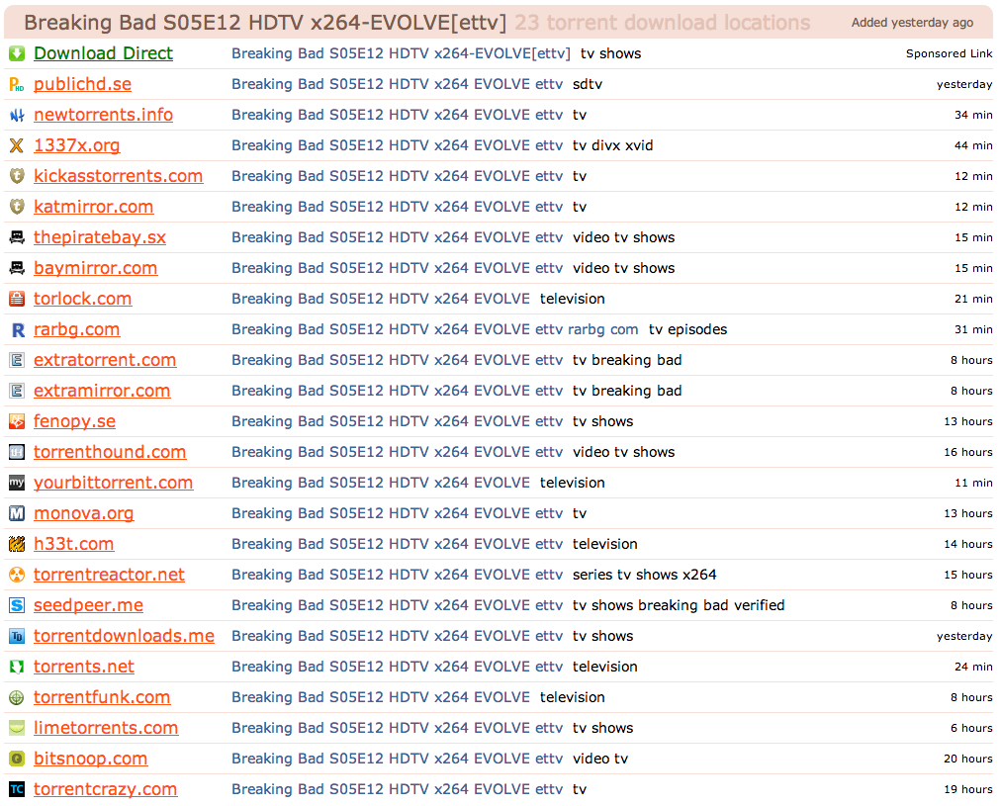 Breaking Bad S05E12 HDTV x264-EVOLVE[ettv] 23 torrent download locations Added yesterday ago
Download Direct Breaking Bad S05E12 HDTV x264-EVOLVE[ettv] tv shows Sponsored Link
publichd.se Breaking Bad S05E12 HDTV x264 EVOLVE ettv sdtv yesterday
newtorrents.info Breaking Bad S05E12 HDTV x264 EVOLVE ettv tv 34 min
1337x.org Breaking Bad S05E12 HDTV x264 EVOLVE ettv tv divx xvid 44 min
kickasstorrents.com Breaking Bad S05E12 HDTV x264 EVOLVE ettv tv 12 min
katmirror.com Breaking Bad S05E12 HDTV x264 EVOLVE ettv tv 12 min
thepiratebay.sx Breaking Bad S05E12 HDTV x264 EVOLVE ettv video tv shows 15 min
baymirror.com Breaking Bad S05E12 HDTV x264 EVOLVE ettv video tv shows 15 min
torlock.com Breaking Bad S05E12 HDTV x264 EVOLVE television 21 min
rarbg.com Breaking Bad S05E12 HDTV x264 EVOLVE ettv rarbg com tv episodes 31 min
extratorrent.com Breaking Bad S05E12 HDTV x264 EVOLVE ettv tv breaking bad 8 hours
extramirror.com Breaking Bad S05E12 HDTV x264 EVOLVE ettv tv breaking bad 8 hours
fenopy.se Breaking Bad S05E12 HDTV x264 EVOLVE ettv tv shows 13 hours
torrenthound.com Breaking Bad S05E12 HDTV x264 EVOLVE ettv video tv shows 16 hours
yourbittorrent.com Breaking Bad S05E12 HDTV x264 EVOLVE television 11 min
monova.org Breaking Bad S05E12 HDTV x264 EVOLVE ettv tv 13 hours
h33t.com Breaking Bad S05E12 HDTV x264 EVOLVE ettv television 14 hours
torrentreactor.net Breaking Bad S05E12 HDTV x264 EVOLVE ettv series tv shows x264 15 hours
seedpeer.me Breaking Bad S05E12 HDTV x264 EVOLVE ettv tv shows breaking bad verified 8 hours
torrentdownloads.me Breaking Bad S05E12 HDTV x264 EVOLVE ettv tv shows yesterday
torrents.net Breaking Bad S05E12 HDTV x264 EVOLVE ettv television 24 min
torrentfunk.com Breaking Bad S05E12 HDTV x264 EVOLVE television 8 hours
limetorrents.com Breaking Bad S05E12 HDTV x264 EVOLVE ettv tv shows 6 hours
bitsnoop.com Breaking Bad S05E12 HDTV x264 EVOLVE ettv video tv 20 hours
torrentcrazy.com Breaking Bad S05E12 HDTV x264 EVOLVE ettv tv 19 hours